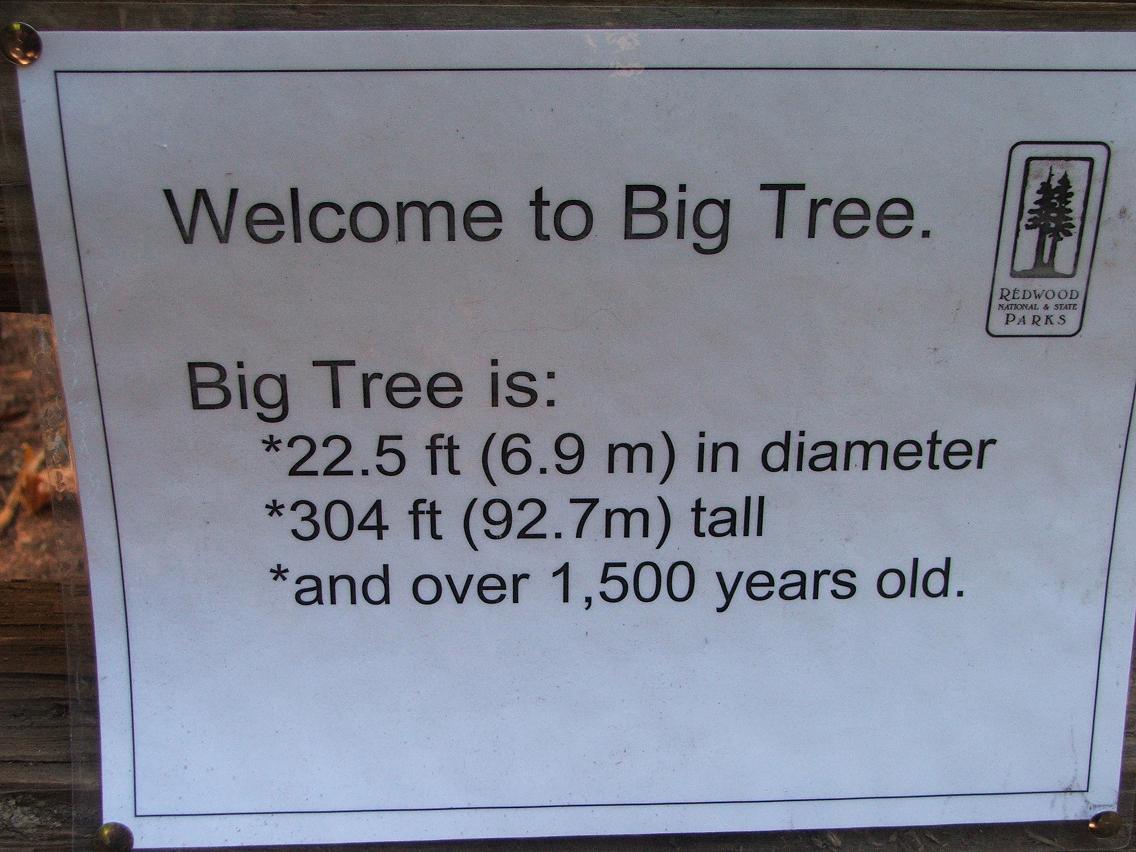 Welcome to Big Tree.
REDWOOD
NATIONAL & STATE
PARKS
Big Tree is:
*22.5 ft (6.9 m) in diameter
*304 ft (92.7m) tall
*and over 1,500 years old.